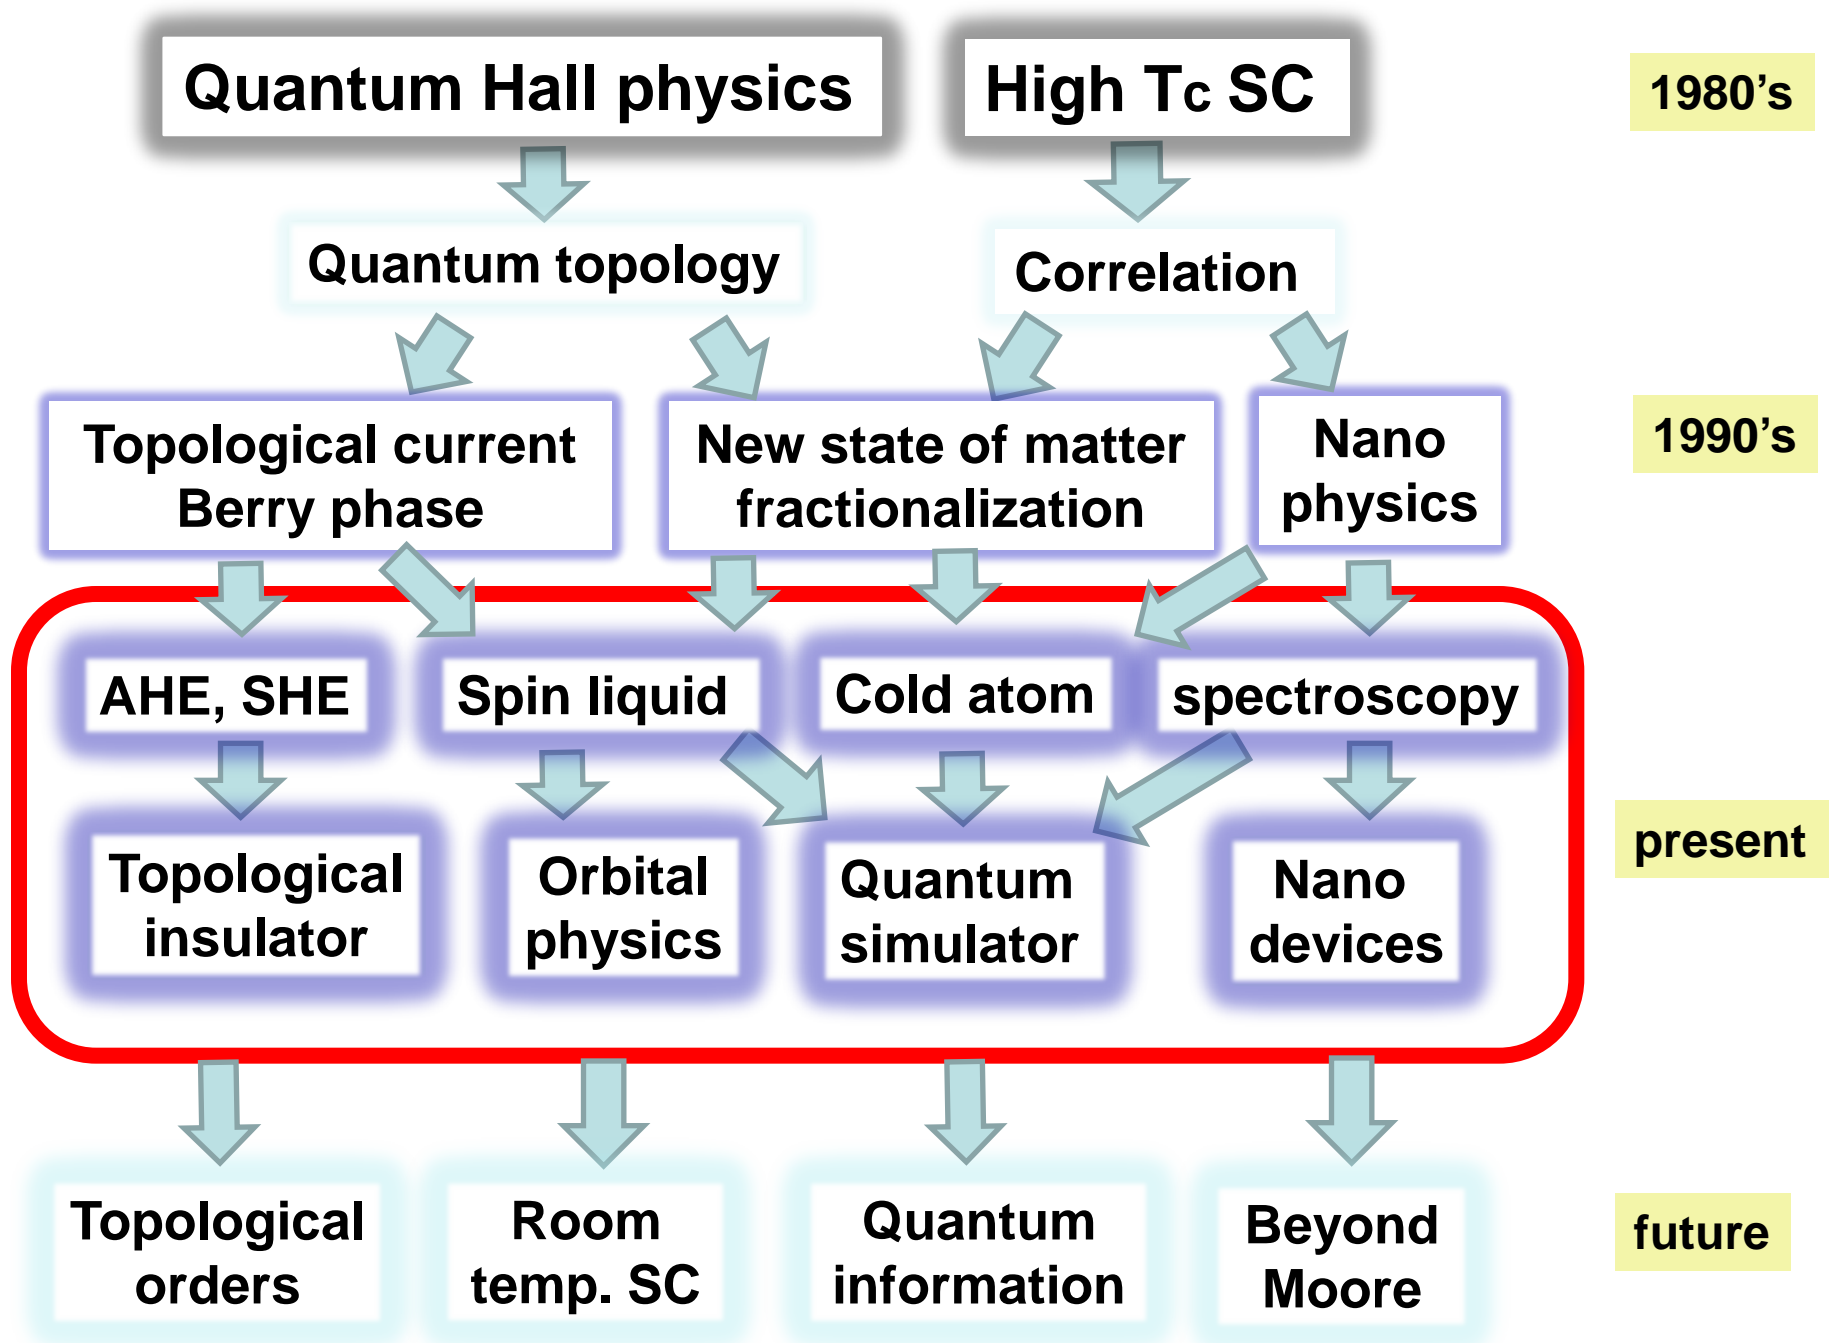 Quantum Hall physics
High Tc SC
1980’s
Quantum topology
Correlation
Topological current
Berry phase
New state of matter
fractionalization
Nano
physics
1990’s
AHE, SHE
Spin liquid
Cold atom
spectroscopy
Topological
insulator
Orbital
physics
Quantum
simulator
Nano
devices
present
Topological
orders
Room
temp. SC
Quantum
information
Beyond
Moore
future